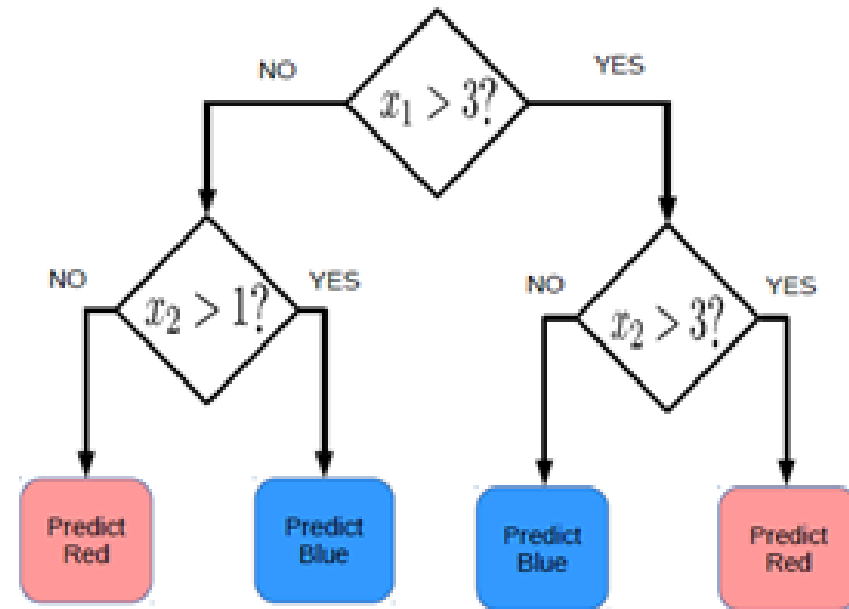 NO
x₁ > 3?
YES
NO
x₂ > 1?
YES
NO
x₂ > 3?
YES
Predict
Red
Predict
Blue
Predict
Blue
Predict
Red